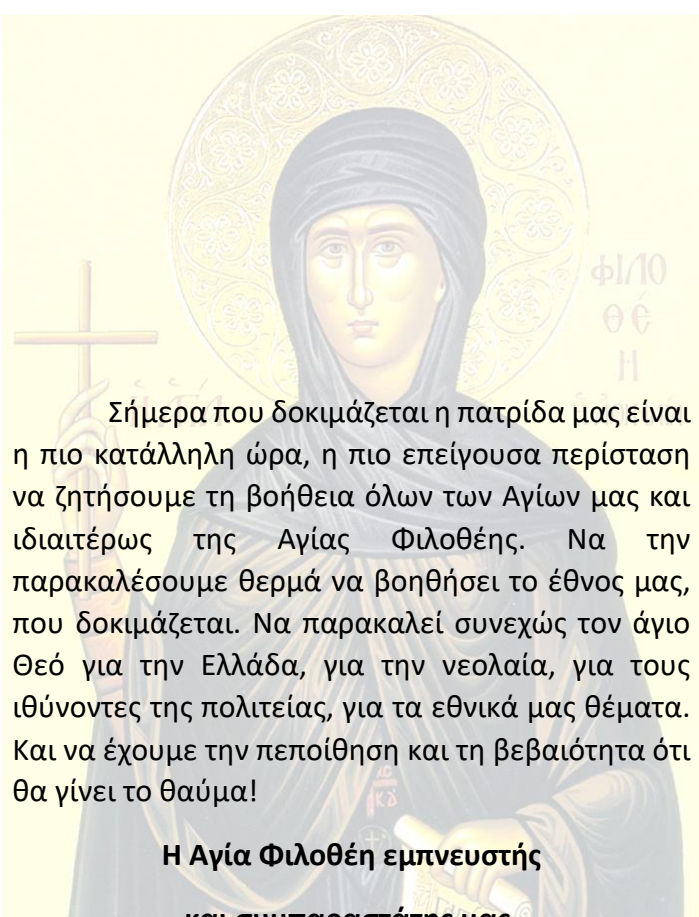 ΦΙΛΟ
ΘΕ
Η
Σήμερα που δοκιμάζεται η πατρίδα μας είναι
η πιο κατάλληλη ώρα, η πιο επείγουσα περίσταση
να ζητήσουμε τη βοήθεια όλων των Αγίων μας και
ιδιαιτέρως της Αγίας Φιλοθέης. Να την
παρακαλέσουμε θερμά να βοηθήσει το έθνος μας,
που δοκιμάζεται. Να παρακαλεί συνεχώς τον άγιο
Θεό για την Ελλάδα, για την νεολαία, για τους
ιθύνοντες της πολιτείας, για τα εθνικά μας θέματα.
Και να έχουμε την πεποίθηση και τη βεβαιότητα ότι
θα γίνει το θαύμα!
Η Αγία Φιλοθέη εμπνευστής
και συμπαραστάτης μας